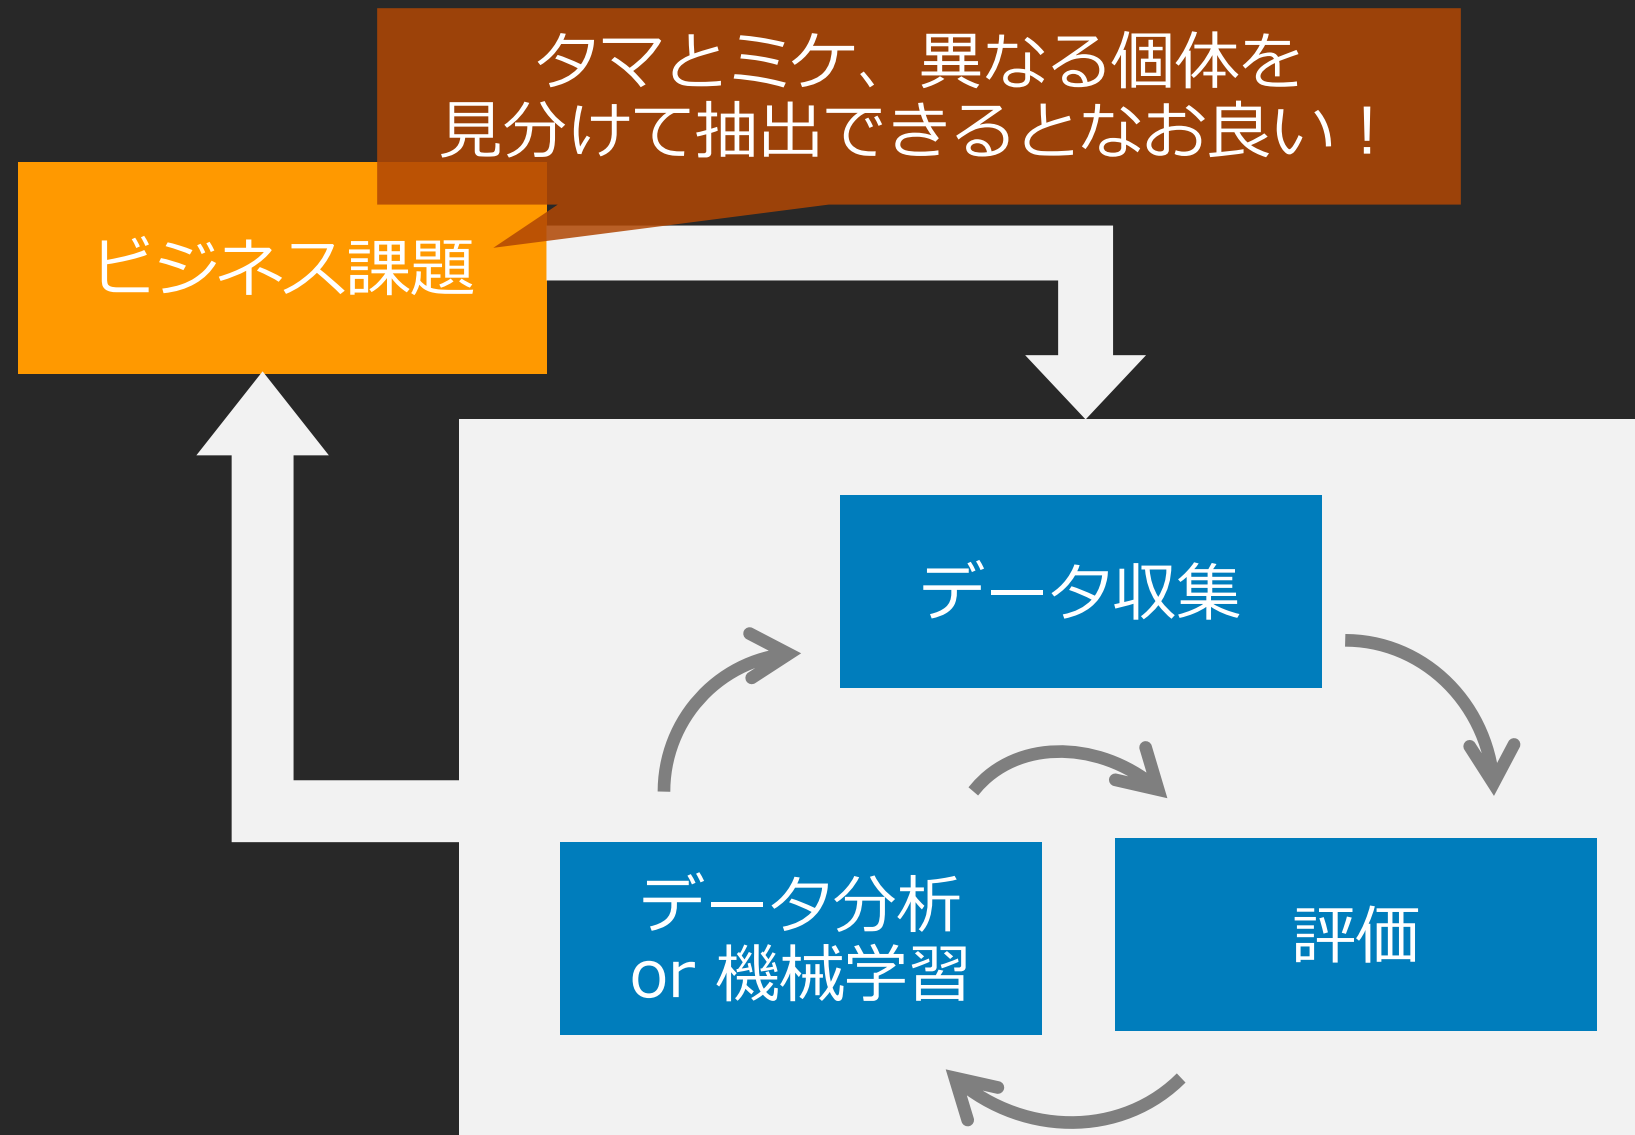 タマとミケ、異なる個体を
見分けて抽出できるとなお良い！
ビジネス課題
データ収集
データ分析
or 機械学習
評価